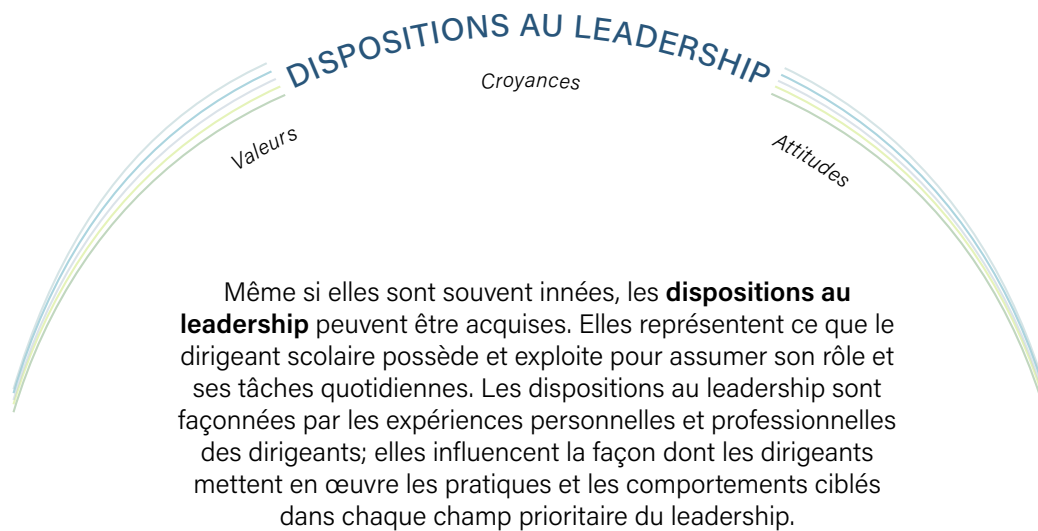 DISPOSITIONS AU LEADERSHIP
Croyances
Valeurs
Attitudes
Même si elles sont souvent innées, les dispositions au
leadership peuvent être acquises. Elles représentent ce que le
dirigeant scolaire possède et exploite pour assumer son rôle et
ses tâches quotidiennes. Les dispositions au leadership sont
façonnées par les expériences personnelles et professionnelles
des dirigeants; elles influencent la façon dont les dirigeants
mettent en œuvre les pratiques et les comportements ciblés
dans chaque champ prioritaire du leadership.